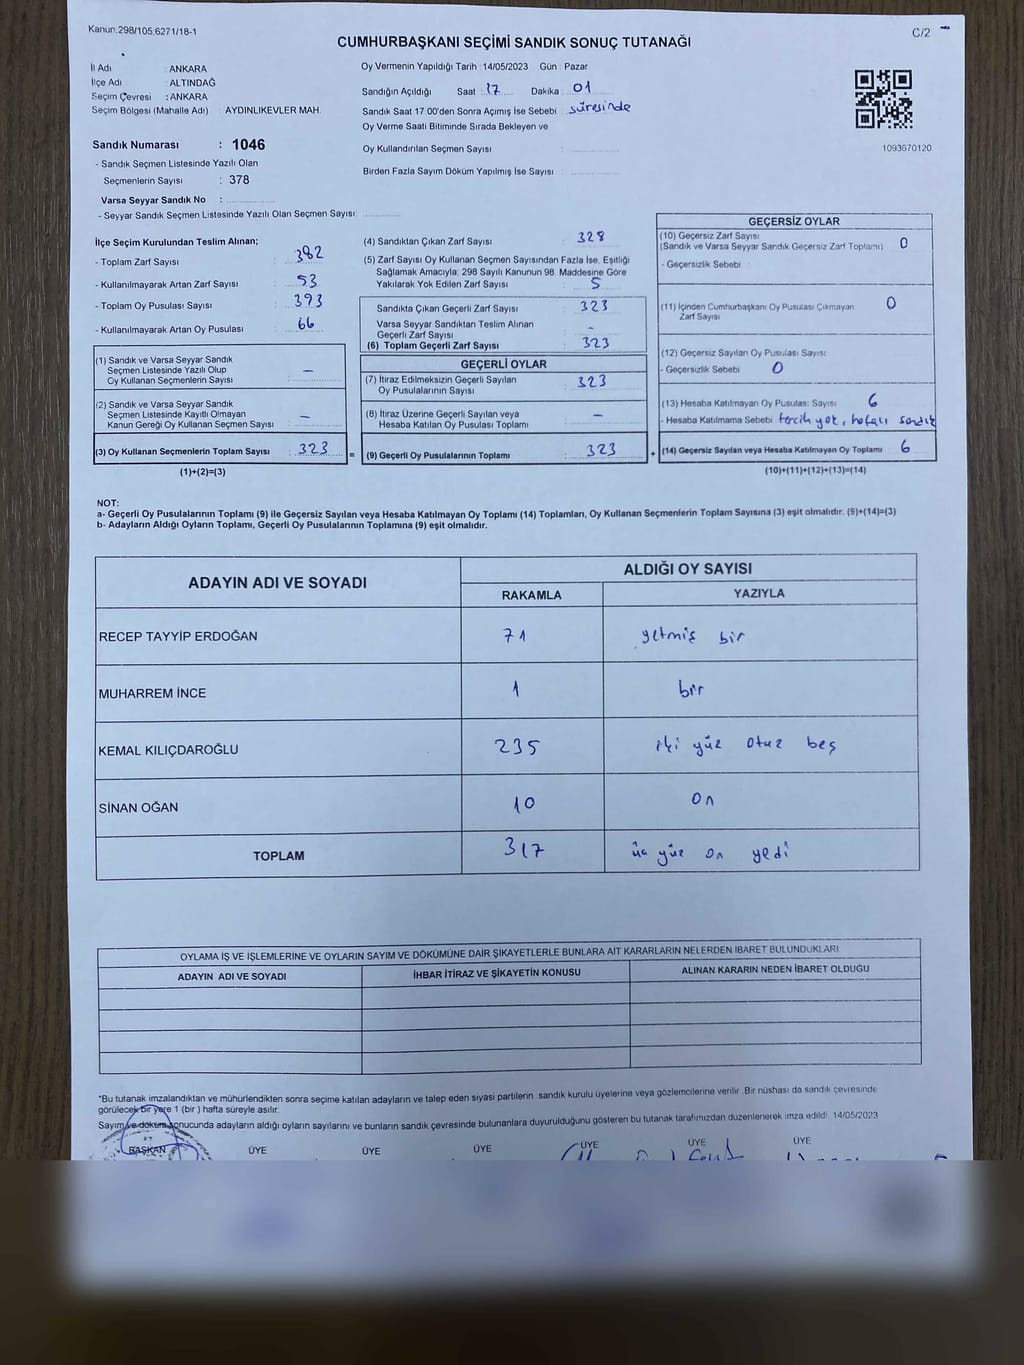 Kanun:298/105;6271/18-1
C/2
CUMHURBAŞKANI SEÇİMİ SANDIK SONUÇ TUTANAĞI
İl Adı : ANKARA
İlçe Adı : ALTINDAĞ
Seçim Çevresi : ANKARA
Seçim Bölgesi (Mahalle Adı) : AYDINLIKEVLER MAH
Sandık Numarası : 1046
- Sandık Seçmen Listesinde Yazılı Olan
Seçmenlerin Sayısı : 378
Varsa Seyyar Sandık No :
- Seyyar Sandık Seçmen Listesinde Yazılı Olan Seçmen Sayısı:
Oy Vermenin Yapıldığı Tarih : 14/05/2023 Gün : Pazar
Sandığın Açıldığı Saat : 17 Dakika : 01
Sandık Saat 17:00'den Sonra Açımış İse Sebebi : süresinde
Oy Verme Saati Bitiminde Sırada Bekleyen ve
Oy Kullandırılan Seçmen Sayısı :
Birden Fazla Sayım Döküm Yapılmış İse Sayısı :
1093670120
İlçe Seçim Kurulundan Teslim Alınan;
- Toplam Zarf Sayısı : 382
- Kullanılmayarak Artan Zarf Sayısı : 53
- Toplam Oy Pusulası Sayısı : 393
- Kullanılmayarak Artan Oy Pusulası : 66
(1) Sandık ve Varsa Seyyar Sandık
Seçmen Listesinde Yazılı Olup
Oy Kullanan Seçmenlerin Sayısı : –
(2) Sandık ve Varsa Seyyar Sandık
Seçmen Listesinde Kayıtlı Olmayan
Kanun Gereği Oy Kullanan Seçmen Sayısı : –
(3) Oy Kullanan Seçmenlerin Toplam Sayısı : 323 =
(1)+(2)=(3)
(4) Sandıktan Çıkan Zarf Sayısı : 328
(5) Zarf Sayısı Oy Kullanan Seçmen Sayısından Fazla İse, Eşitliği
Sağlamak Amacıyla; 298 Sayılı Kanunun 98. Maddesine Göre
Yakılarak Yok Edilen Zarf Sayısı : 5
Sandıkta Çıkan Geçerli Zarf Sayısı : 323
Varsa Seyyar Sandıktan Teslim Alınan
Geçerli Zarf Sayısı : –
(6) Toplam Geçerli Zarf Sayısı : 323
GEÇERLİ OYLAR
(7) İtiraz Edilmeksizin Geçerli Sayılan
Oy Pusulalarının Sayısı : 323
(8) İtiraz Üzerine Geçerli Sayılan veya
Hesaba Katılan Oy Pusulası Toplamı : –
(9) Geçerli Oy Pusulalarının Toplamı : 323 +
GEÇERSİZ OYLAR
(10) Geçersiz Zarf Sayısı
(Sandık ve Varsa Seyyar Sandık Geçersiz Zarf Toplamı) : 0
- Geçersizlik Sebebi :
(11) İçinden Cumhurbaşkanı Oy Pusulası Çıkmayan
Zarf Sayısı : 0
(12) Geçersiz Sayılan Oy Pusulası Sayısı:
- Geçersizlik Sebebi : 0
(13) Hesaba Katılmayan Oy Pusulası Sayısı : 6
- Hesaba Katılmama Sebebi : tercih yok, hatalı sandık
(14) Geçersiz Sayılan veya Hesaba Katılmayan Oy Toplamı : 6
(10)+(11)+(12)+(13)=(14)
NOT:
a- Geçerli Oy Pusulalarının Toplamı (9) ile Geçersiz Sayılan veya Hesaba Katılmayan Oy Toplamı (14) Toplamları, Oy Kullanan Seçmenlerin Toplam Sayısına (3) eşit olmalıdır. (9)+(14)=(3)
b- Adayların Aldığı Oyların Toplamı, Geçerli Oy Pusulalarının Toplamına (9) eşit olmalıdır.
ADAYIN ADI VE SOYADI
ALDIĞI OY SAYISI
RAKAMLA YAZIYLA
RECEP TAYYİP ERDOĞAN 71 yetmiş bir
MUHARREM İNCE 1 bir
KEMAL KILIÇDAROĞLU 235 iki yüz otuz beş
SİNAN OĞAN 10 on
TOPLAM 317 üç yüz on yedi
OYLAMA İŞ VE İŞLEMLERİNE VE OYLARIN SAYIM VE DÖKÜMÜNE DAİR ŞİKAYETLERLE BUNLARA AİT KARARLARIN NELERDEN İBARET BULUNDUKLARI
ADAYIN ADI VE SOYADI İHBAR İTİRAZ VE ŞİKAYETİN KONUSU ALINAN KARARIN NEDEN İBARET OLDUĞU
*Bu tutanak imzalandıktan ve mühürlendikten sonra seçime katılan adayların ve talep eden siyasi partilerin sandık kurulu üyelerine veya gözlemcilerine verilir. Bir nüshası da sandık çevresinde
görülecek bir yere 1 (bir ) hafta süreyle asılır.
Sayım ve döküm sonucunda adayların aldığı oyların sayılarını ve bunların sandık çevresinde bulunanlara duyurulduğunu gösteren bu tutanak tarafımızdan düzenlenerek imza edildi. 14/05/2023
BAŞKAN ÜYE ÜYE ÜYE ÜYE ÜYE ÜYE